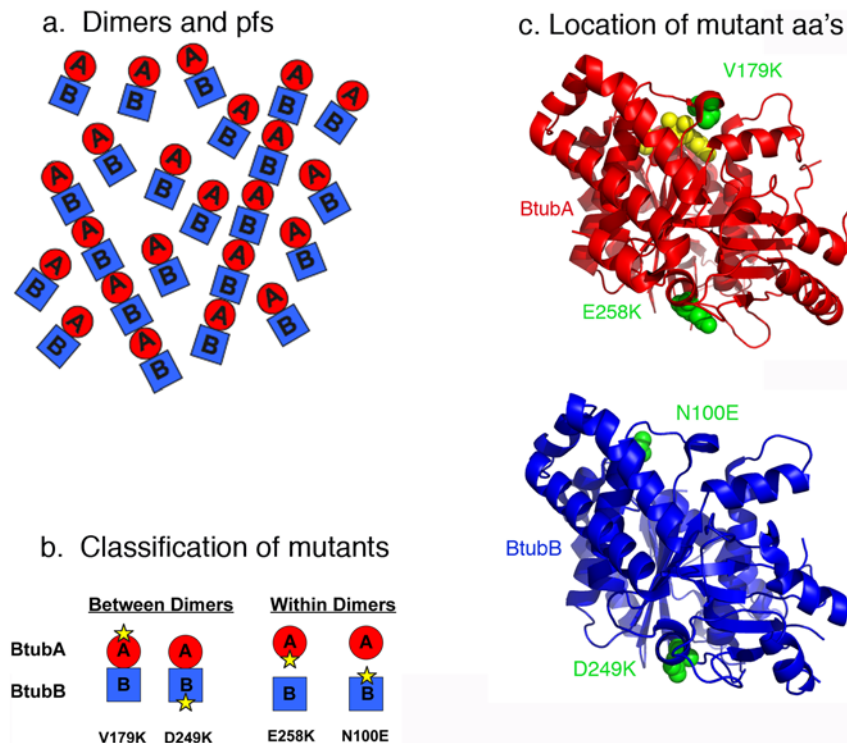 a. Dimers and pfs
A
B
A
B
A
B
A
B
A
B
A
B
A
B
A
B
A
B
A
B
A
B
A
B
A
B
A
B
A
B
A
B
A
B
A
B
A
B
A
B
A
B
A
B
A
B
b. Classification of mutants
Between Dimers
Within Dimers
BtubA
A
A
A
A
BtubB
B
B
B
B
V179K
D249K
E258K
N100E
c. Location of mutant aa's
V179K
BtubA
E258K
N100E
BtubB
D249K